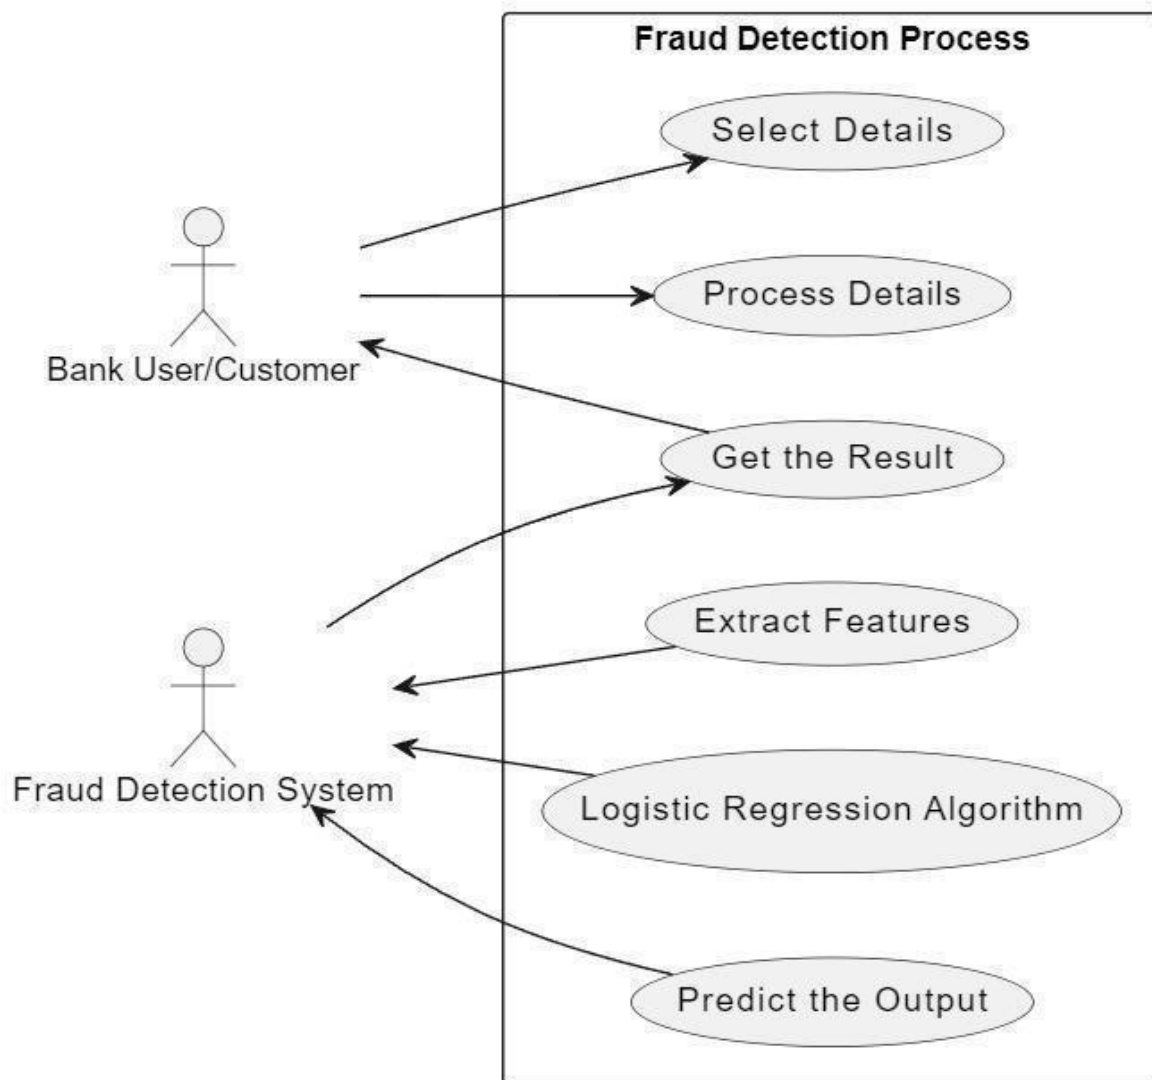 Fraud Detection Process
Select Details
Process Details
Bank User/Customer
Get the Result
Extract Features
Fraud Detection System
Logistic Regression Algorithm
Predict the Output